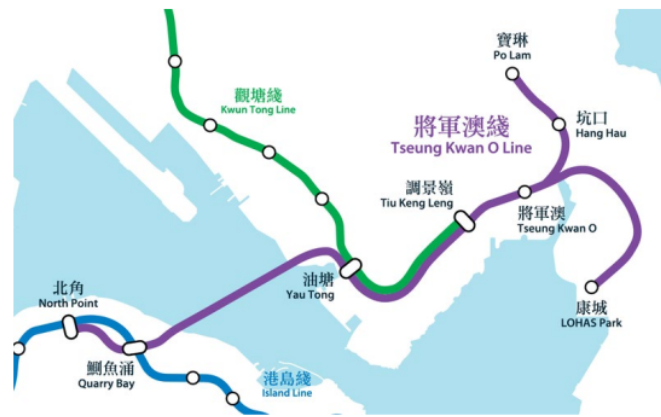 寶琳
Po Lam
觀塘綫
Kwun Tong Line
坑口
Hang Hau
將軍澳綫
Tseung Kwan O Line
調景嶺
Tiu Keng Leng
將軍澳
Tseung Kwan O
油塘
Yau Tong
北角
North Point
康城
LOHAS Park
鰂魚涌
Quarry Bay
港島綫
Island Line